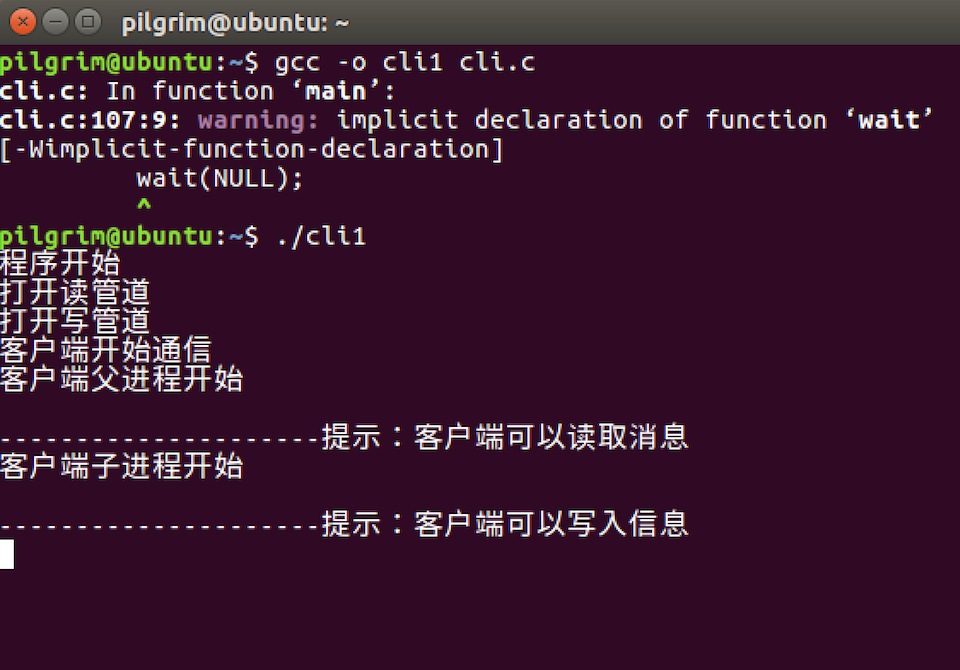 pilgrim@ubuntu: ~
pilgrim@ubuntu:~$ gcc -o cli1 cli.c
cli.c: In function ‘main’:
cli.c:107:9: warning: implicit declaration of function ‘wait’
[-Wimplicit-function-declaration]
wait(NULL);
^
pilgrim@ubuntu:~$ ./cli1
程序开始
打开读管道
打开写管道
客户端开始通信
客户端父进程开始
---------------------提示：客户端可以读取消息
客户端子进程开始
---------------------提示：客户端可以写入信息